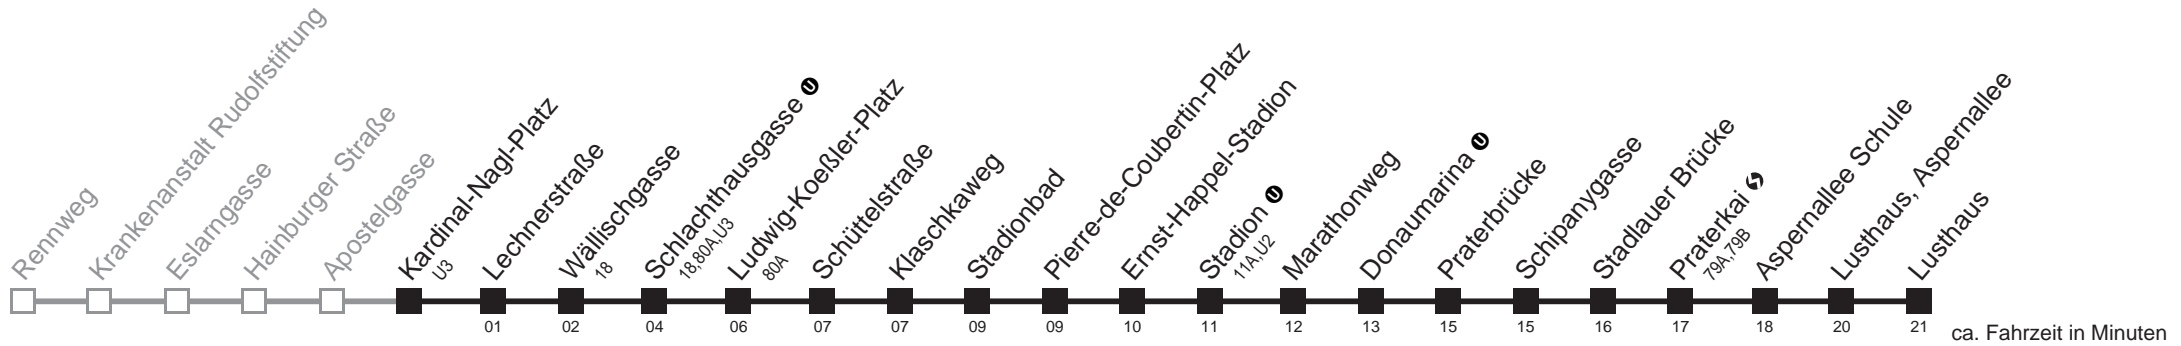 Rennweg
Krankenanstalt Rudolfstiftung
Eslarngasse
Hainburger Straße
Apostelgasse
Kardinal-Nagl-Platz
U3
Lechnerstraße
01
Wällischgasse
18
02
Schlachthausgasse U
18,80A,U3
04
Ludwig-Koeßler-Platz
80A
06
Schüttelstraße
07
Klaschkaweg
07
Stadionbad
09
Pierre-de-Coubertin-Platz
09
Ernst-Happel-Stadion
10
Stadion U
11A,U2
11
Marathonweg
12
Donaumarina U
13
Praterbrücke
15
Schipanygasse
15
Stadlauer Brücke
16
Praterkai S
79A,79B
17
Aspernallee Schule
18
Lusthaus, Aspernallee
20
Lusthaus
21
ca. Fahrzeit in Minuten